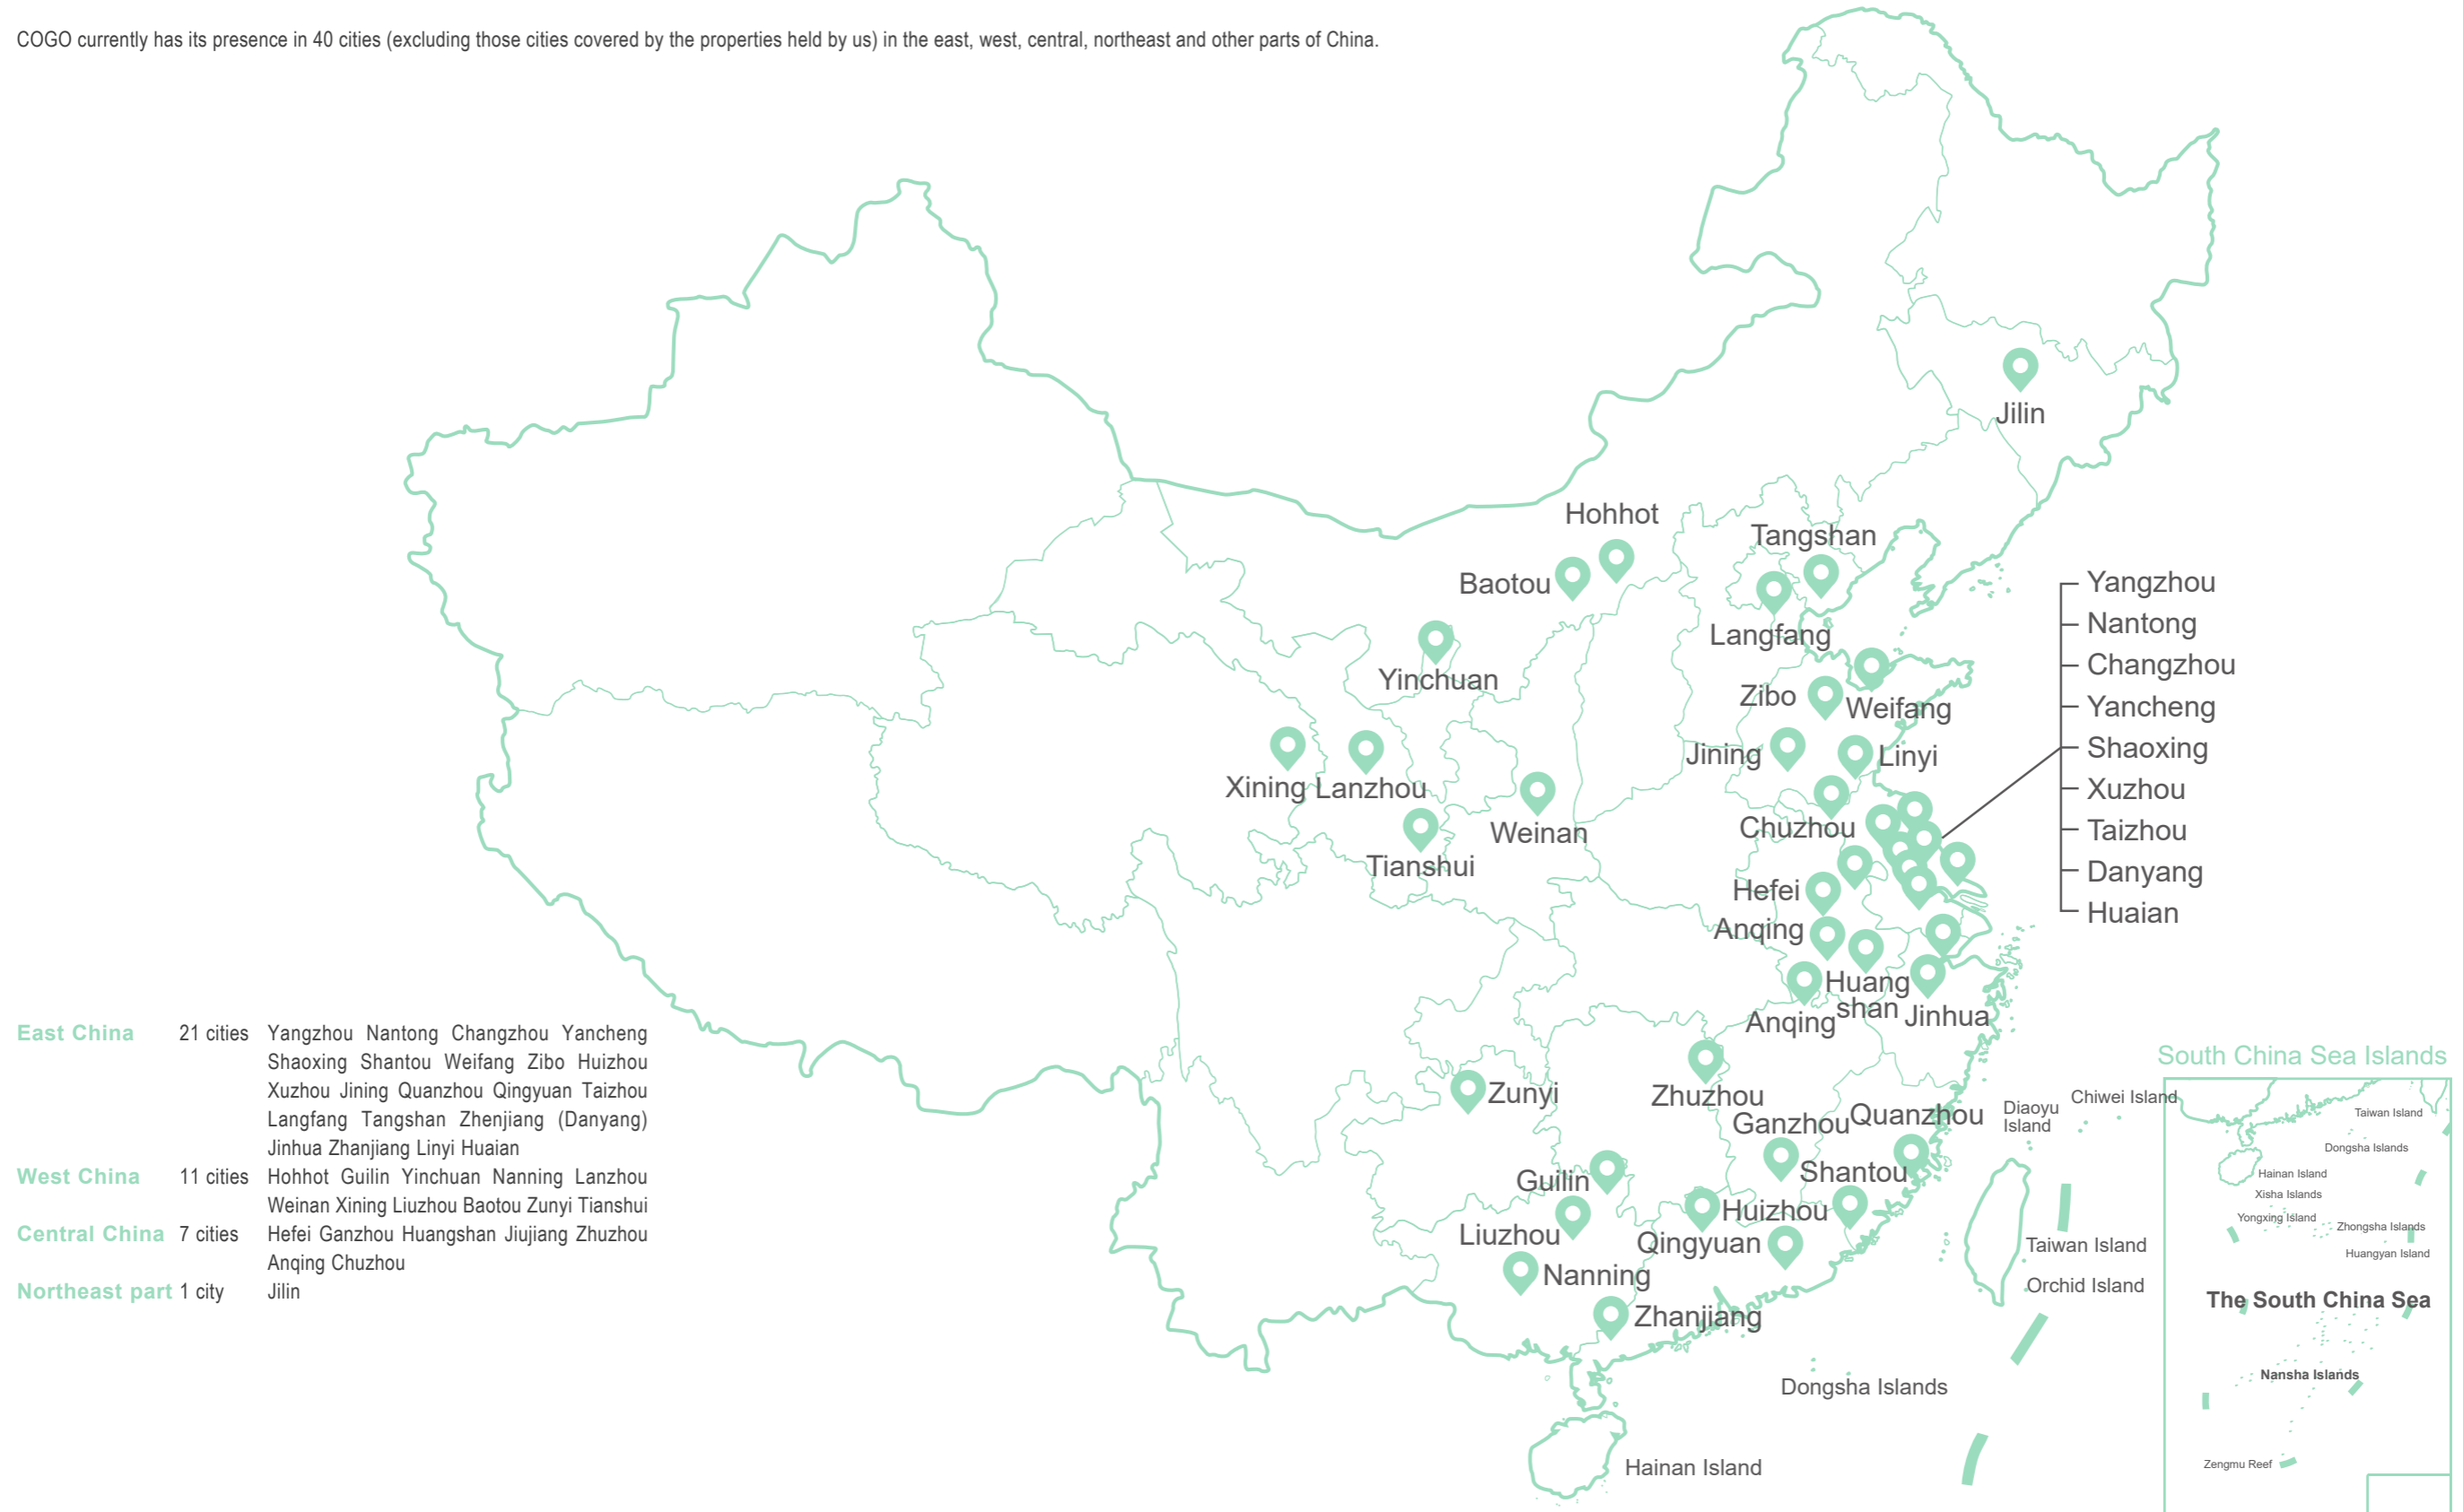 COGO currently has its presence in 40 cities (excluding those cities covered by the properties held by us) in the east, west, central, northeast and other parts of China.
Jilin
Hohhot
Tangshan
Baotou
Langfang
Yinchuan
Zibo
Weifang
Jining
Linyi
Xining
Lanzhou
Weinan
Chuzhou
Tianshui
Hefei
Anqing
Huang
shan
Anqing
Jinhua
Yangzhou
Nantong
Changzhou
Yancheng
Shaoxing
Xuzhou
Taizhou
Danyang
Huaian
Zunyi
Zhuzhou
Ganzhou
Quanzhou
Guilin
Shantou
Liuzhou
Huizhou
Qingyuan
Nanning
Zhanjiang
Diaoyu
Island
Chiwei Island
Taiwan Island
Orchid Island
Dongsha Islands
Hainan Island
East China 21 cities Yangzhou Nantong Changzhou Yancheng
Shaoxing Shantou Weifang Zibo Huizhou
Xuzhou Jining Quanzhou Qingyuan Taizhou
Langfang Tangshan Zhenjiang (Danyang)
Jinhua Zhanjiang Linyi Huaian
West China 11 cities Hohhot Guilin Yinchuan Nanning Lanzhou
Weinan Xining Liuzhou Baotou Zunyi Tianshui
Central China 7 cities Hefei Ganzhou Huangshan Jiujiang Zhuzhou
Anqing Chuzhou
Northeast part 1 city Jilin
South China Sea Islands
Taiwan Island
Dongsha Islands
Hainan Island
Xisha Islands
Yongxing Island
Zhongsha Islands
Huangyan Island
The South China Sea
Nansha Islands
Zengmu Reef